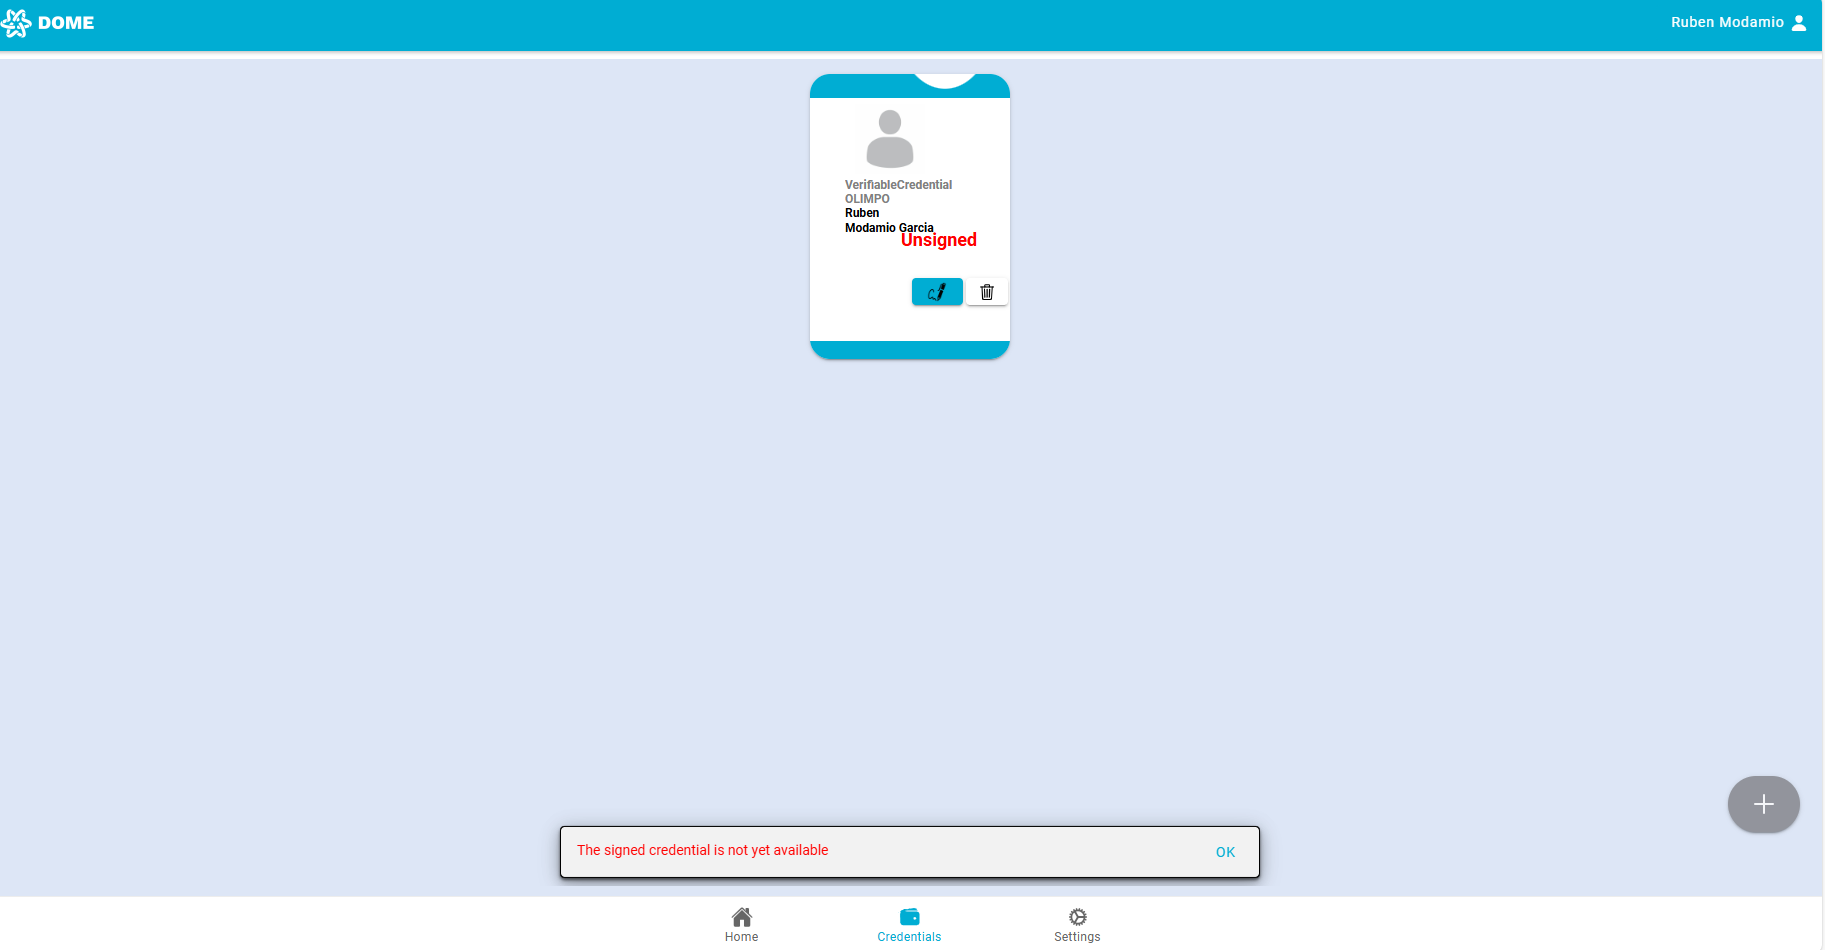 DOME
Ruben Modamio
VerifiableCredential
OLIMPO
Ruben
Modamio Garcia
Unsigned
The signed credential is not yet available
OK
Home
Credentials
Settings